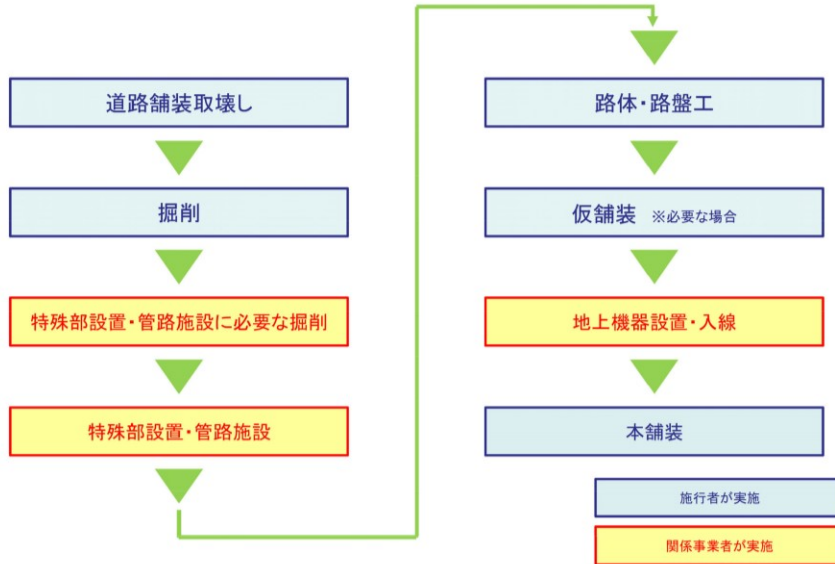 道路舗装取壊し
掘削
特殊部設置・管路施設に必要な掘削
特殊部設置・管路施設
路体・路盤工
仮舗装 ※必要な場合
地上機器設置・入線
本舗装
施行者が実施
関係事業者が実施